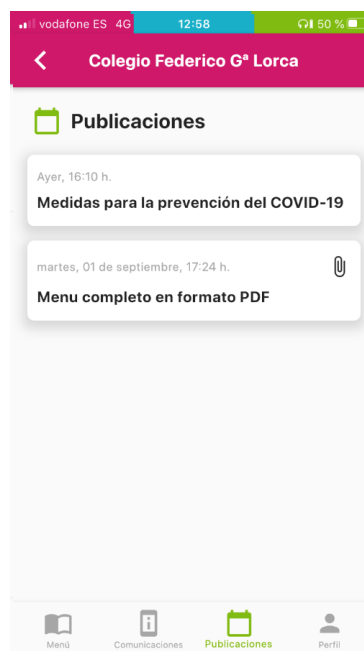 vodafone ES 4G 12:58 50 %
Colegio Federico Gª Lorca
Publicaciones
Ayer, 16:10 h.
Medidas para la prevención del COVID-19
martes, 01 de septiembre, 17:24 h.
Menu completo en formato PDF
Menú Comunicaciones Publicaciones Perfil